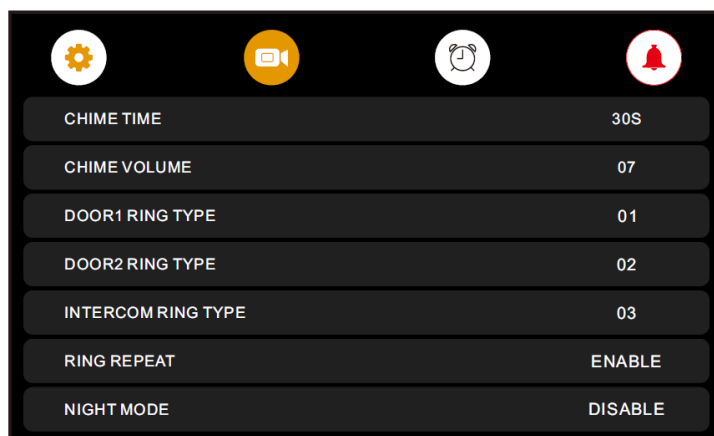 CHIME TIME 30S
CHIME VOLUME 07
DOOR1 RING TYPE 01
DOOR2 RING TYPE 02
INTERCOM RING TYPE 03
RING REPEAT ENABLE
NIGHT MODE DISABLE